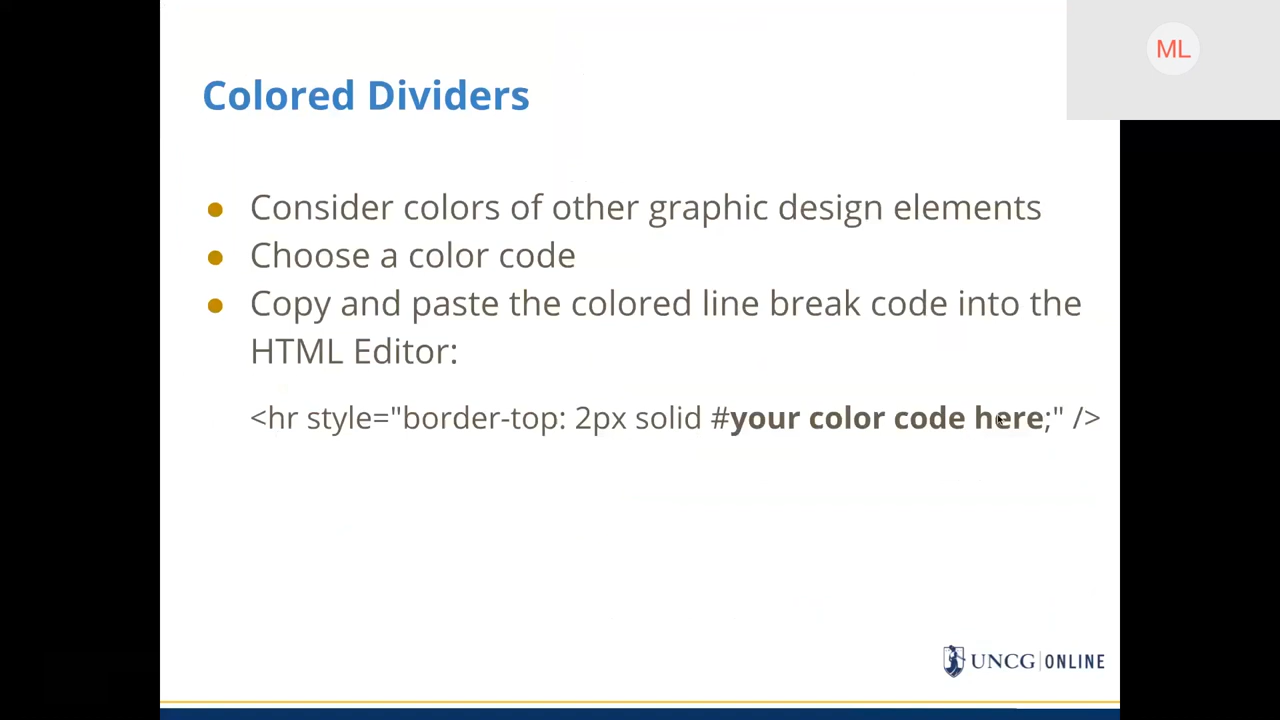 ML
Colored Dividers
● Consider colors of other graphic design elements
● Choose a color code
● Copy and paste the colored line break code into the
HTML Editor:
<hr style="border-top: 2px solid #your color code here;" />
UNCG | ONLINE